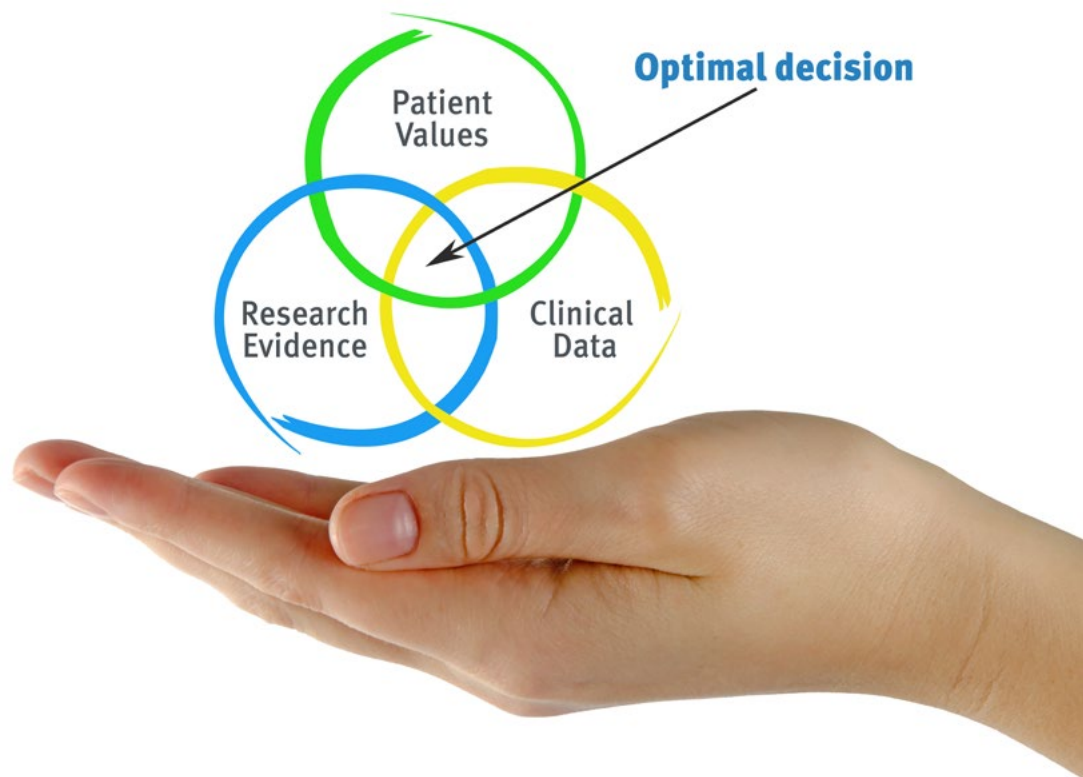 Optimal decision
Patient
Values
Research
Evidence
Clinical
Data